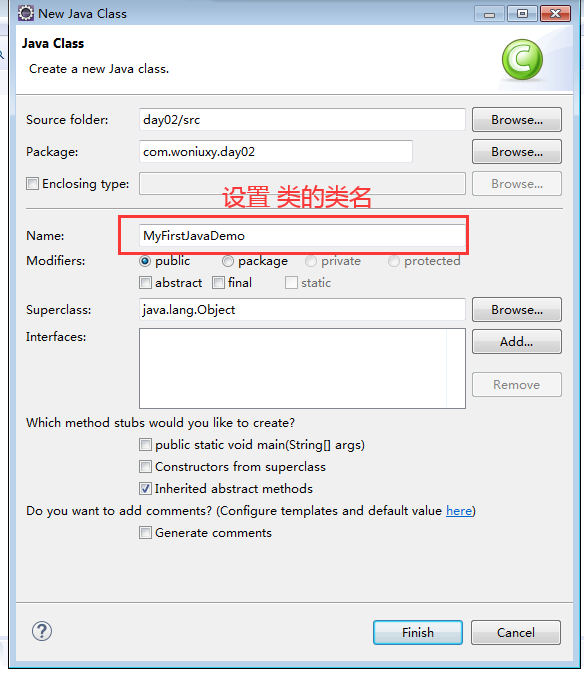 New Java Class
Java Class
Create a new Java class.
Source folder: day02/src Browse...
Package: com.woniuxy.day02 Browse...
Enclosing type: Browse...
设置 类的类名
Name: MyFirstJavaDemo
Modifiers: public package private protected
abstract final static
Superclass: java.lang.Object Browse...
Interfaces: Add...
Remove
Which method stubs would you like to create?
public static void main(String[] args)
Constructors from superclass
Inherited abstract methods
Do you want to add comments? (Configure templates and default value here)
Generate comments
? Finish Cancel